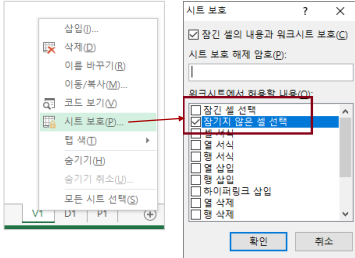 삽입(I)...
삭제(D)
이름 바꾸기(R)
이동/복사(M)...
코드 보기(V)
시트 보호(P)...
탭 색(T)
숨기기(H)
숨기기 취소(U)...
모든 시트 선택(S)
V1 D1 P1
시트 보호
잠긴 셀의 내용과 워크시트 보호(C)
시트 보호 해제 암호(P):
워크시트에서 허용할 내용(O):
잠긴 셀 선택
잠기지 않은 셀 선택
셀 서식
열 서식
행 서식
열 삽입
행 삽입
하이퍼링크 삽입
열 삭제
행 삭제
확인 취소